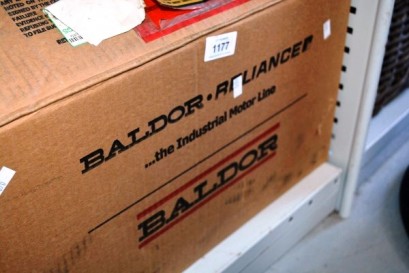 1177
BALDOR • RELIANCE
...the Industrial Motor Line
BALDOR